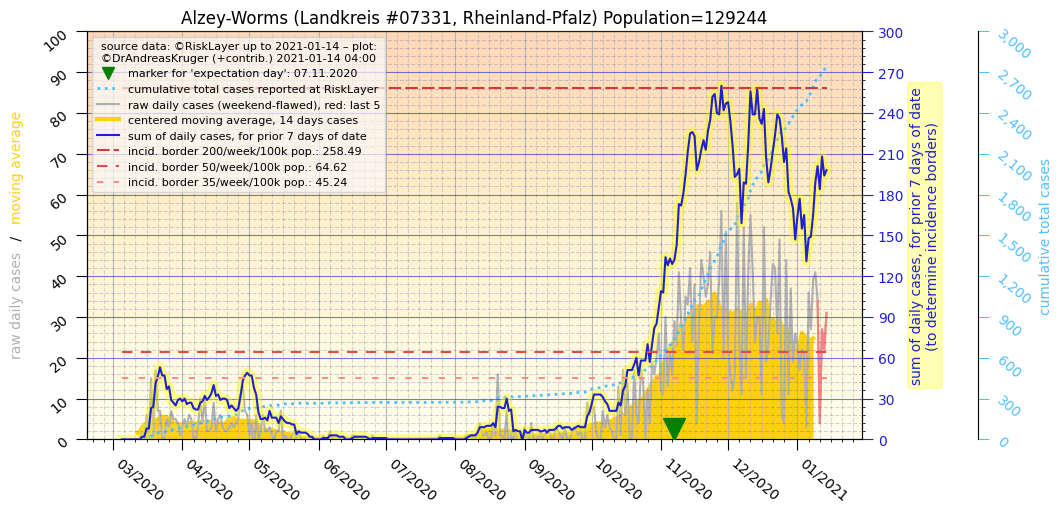 Alzey-Worms (Landkreis #07331, Rheinland-Pfalz) Population=129244
source data: ©RiskLayer up to 2021-01-14 – plot:
©DrAndreasKruger (+contrib.) 2021-01-14 04:00
marker for 'expectation day': 07.11.2020
cumulative total cases reported at RiskLayer
raw daily cases (weekend-flawed), red: last 5
centered moving average, 14 days cases
sum of daily cases, for prior 7 days of date
incid. border 200/week/100k pop.: 258.49
incid. border 50/week/100k pop.: 64.62
incid. border 35/week/100k pop.: 45.24
raw daily cases / moving average
100
90
80
70
60
50
40
30
20
10
0
03/2020
04/2020
05/2020
06/2020
07/2020
08/2020
09/2020
10/2020
11/2020
12/2020
01/2021
300
270
240
210
180
150
120
90
60
30
0
sum of daily cases, for prior 7 days of date
(to determine incidence borders)
3,000
2,700
2,400
2,100
1,800
1,500
1,200
900
600
300
0
cumulative total cases